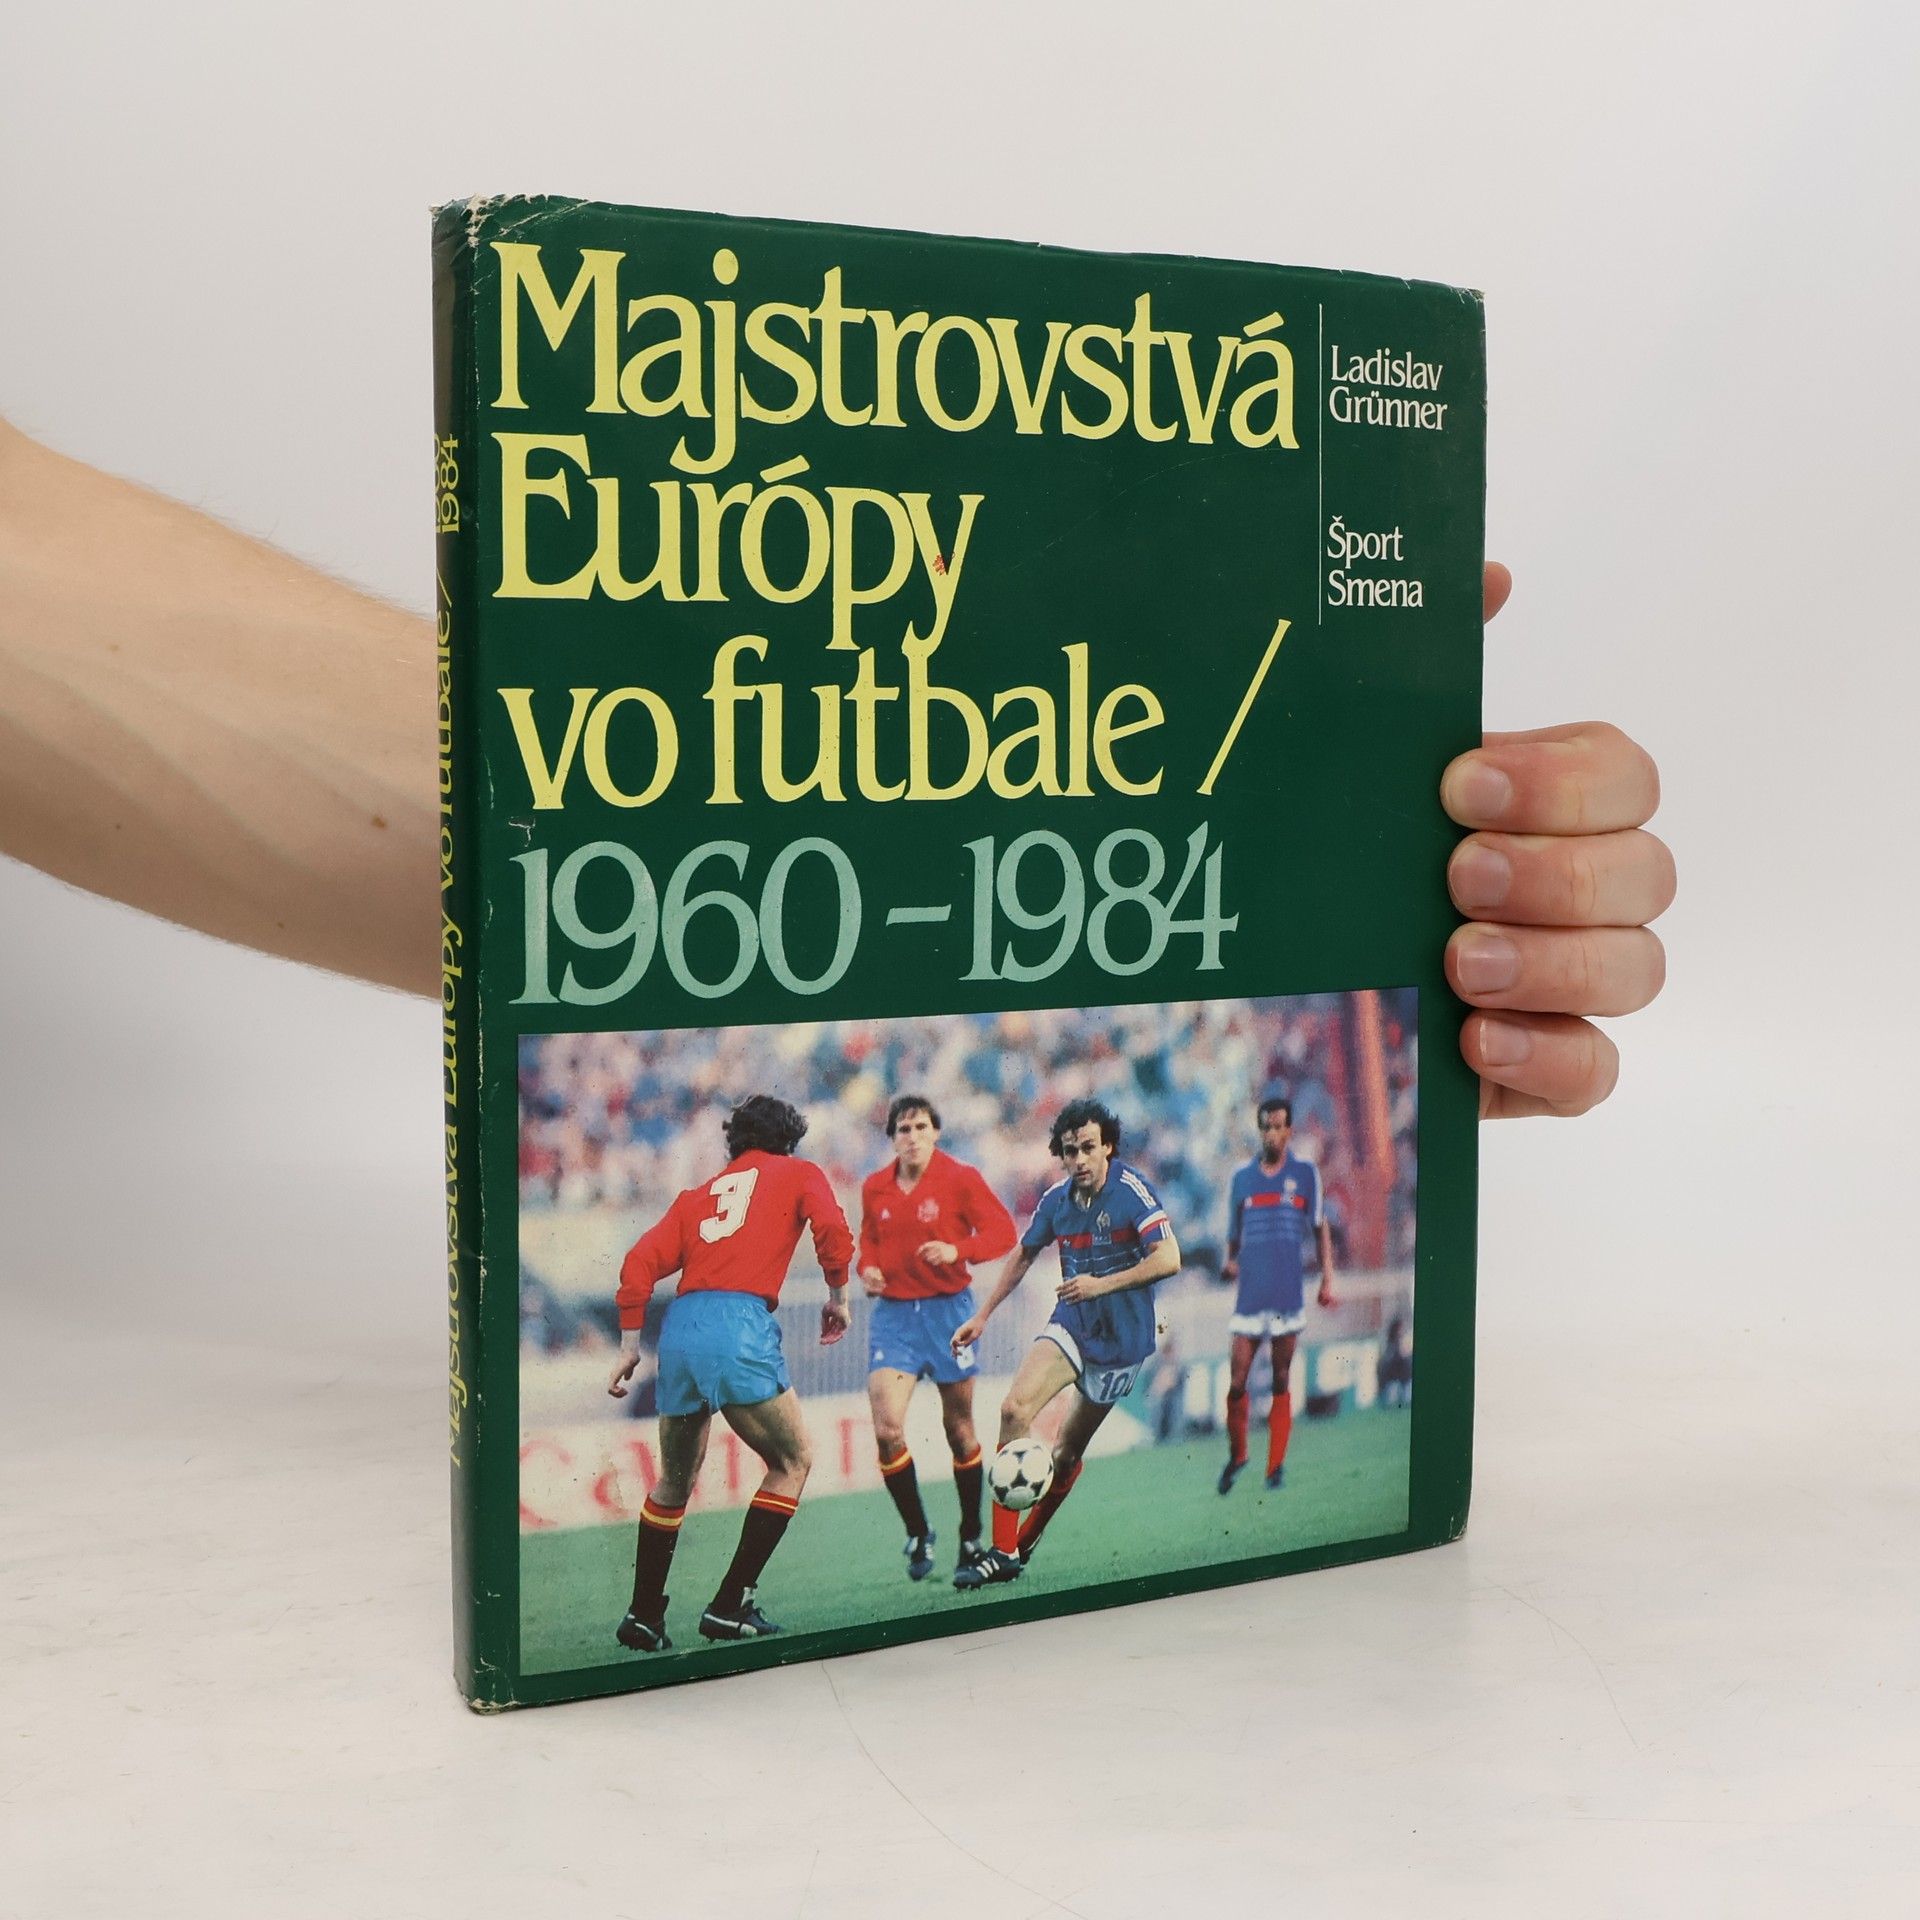 Majstrovstvá
Európy
vo futbale /
1960 – 1984
Ladislav
Grünner
Šport
Smena
Majstrovstvá Európy vo futbale / 1960
1984
3
10